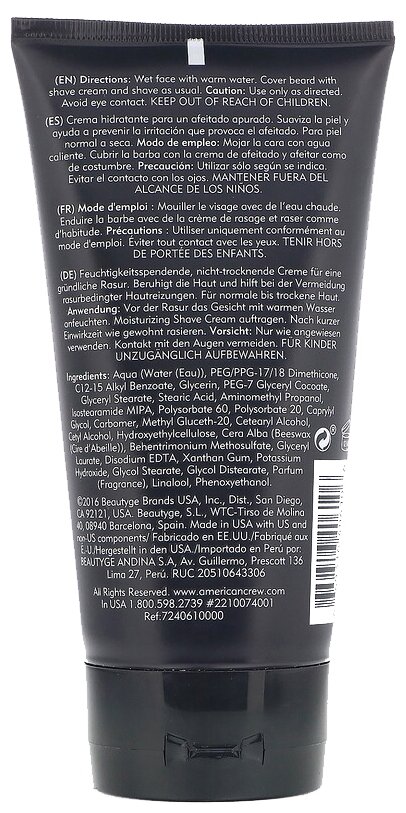 (EN) Directions: Wet face with warm water. Cover beard with
shave cream and shave as usual. Caution: Use only as directed.
Avoid eye contact. KEEP OUT OF REACH OF CHILDREN.
(ES) Crema hidratante para un afeitado apurado. Suaviza la piel y
ayuda a prevenir la irritación que provoca el afeitado. Para piel
normal a seca. Modo de empleo: Mojar la cara con agua
caliente. Cubrir la barba con la crema de afeitado y afeitar como
de costumbre. Precaución: Utilizar sólo según se indica.
Evitar el contacto con los ojos. MANTENER FUERA DEL
ALCANCE DE LOS NIÑOS.
(FR) Mode d'emploi : Mouiller le visage avec de l'eau chaude.
Enduire la barbe avec de la crème de rasage et raser comme
d'habitude. Précautions : Utiliser uniquement conformément au
mode d'emploi. Éviter tout contact avec les yeux. TENIR HORS
DE PORTÉE DES ENFANTS.
(DE) Feuchtigkeitsspendende, nicht-trocknende Creme für eine
gründliche Rasur. Beruhigt die Haut und hilft bei der Vermeidung
rasurbedingter Hautreizungen. Für normale bis trockene Haut.
Anwendung: Vor der Rasur das Gesicht mit warmen Wasser
anfeuchten. Moisturizing Shave Cream auftragen. Nach kurzer
Einwirkzeit wie gewohnt rasieren. Vorsicht: Nur wie angewiesen
verwenden. Kontakt mit den Augen vermeiden. FÜR KINDER
UNZUGÄNGLICH AUFBEWAHREN.
Ingredients: Aqua (Water (Eau)), PEG/PPG-17/18 Dimethicone,
C12-15 Alkyl Benzoate, Glycerin, PEG-7 Glyceryl Cocoate,
Glyceryl Stearate, Stearic Acid, Aminomethyl Propanol,
Isostearamide MIPA, Polysorbate 60, Polysorbate 20, Caprylyl
Glycol, Carbomer, Methyl Gluceth-20, Cetearyl Alcohol,
Cetyl Alcohol, Hydroxyethylcellulose, Cera Alba (Beeswax
(Cire d'Abeille)), Behentrimonium Methosulfate, Glyceryl
Laurate, Disodium EDTA, Xanthan Gum, Potassium
Hydroxide, Glycol Stearate, Glycol Distearate, Parfum
(Fragrance), Linalool, Phenoxyethanol.
©2016 Beautyge Brands USA, Inc., Dist., San Diego,
CA 92121, USA. Beautyge, S.L., WTC-Tirso de Molina
40, 08940 Barcelona, Spain. Made in USA with US and
non-US components/ Fabricado en EE.UU./Fabriqué aux
E.-U./Hergestellt in den USA./Importado en Perú por:
BEAUTYGE ANDINA S.A, Av. Guillermo, Prescott 136
Lima 27, Perú. RUC 20510643306
All Rights Reserved. www.americancrew.com
In USA 1.800.598.2739 #2210074001
Ref:7240610000